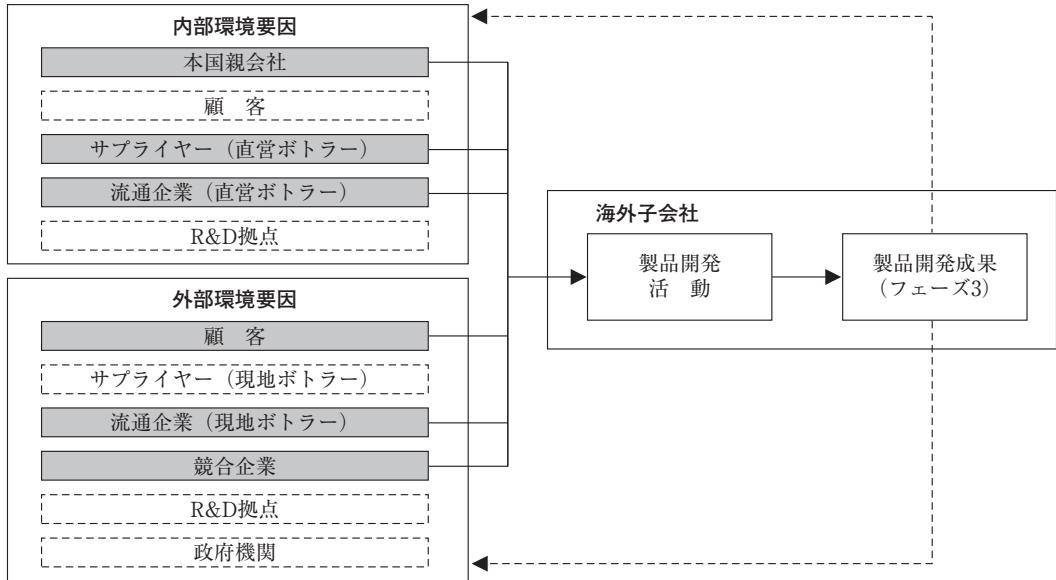 内部環境要因
本国親会社
顧　客
サプライヤー（直営ボトラー）
流通企業（直営ボトラー）
R&D拠点
外部環境要因
顧　客
サプライヤー（現地ボトラー）
流通企業（現地ボトラー）
競合企業
R&D拠点
政府機関
海外子会社
製品開発
活　動
製品開発成果
（フェーズ3）